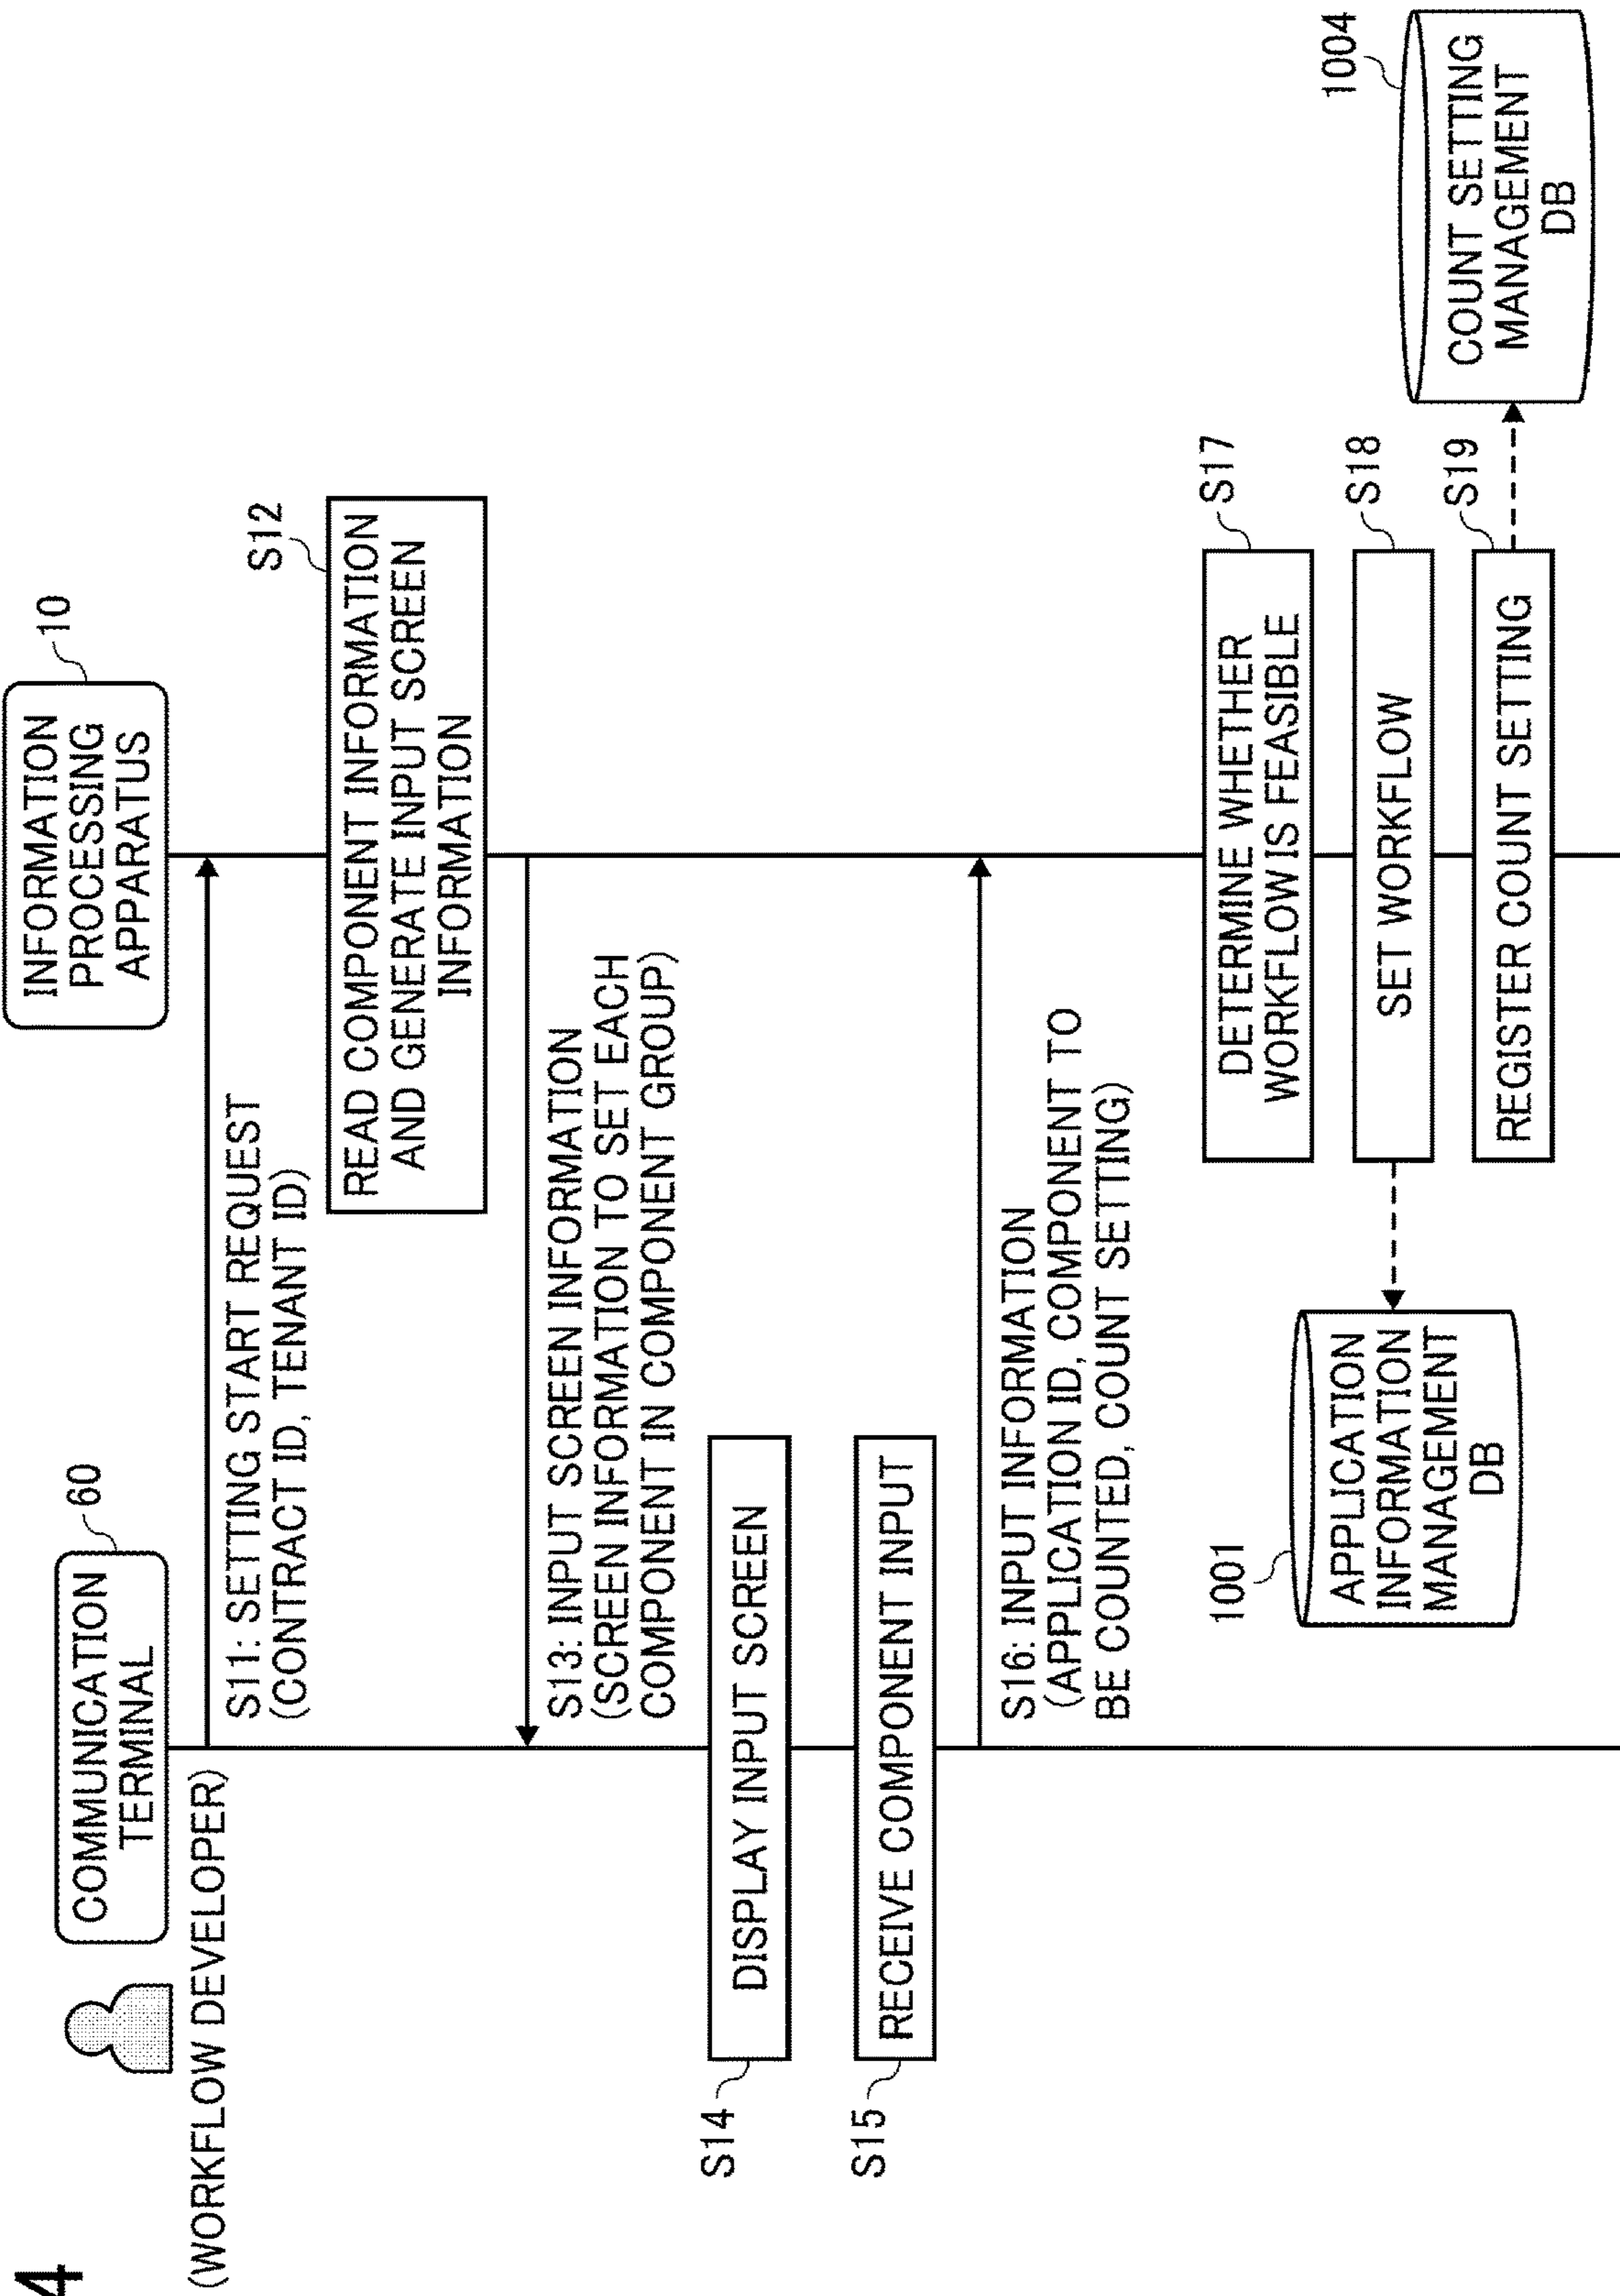 4
COMMUNICATION
TERMINAL
60
(WORKFLOW DEVELOPER)
INFORMATION
PROCESSING
APPARATUS
10
S11: SETTING START REQUEST
(CONTRACT ID, TENANT ID)
S12
READ COMPONENT INFORMATION
AND GENERATE INPUT SCREEN
INFORMATION
S13: INPUT SCREEN INFORMATION
(SCREEN INFORMATION TO SET EACH
COMPONENT IN COMPONENT GROUP)
S14
DISPLAY INPUT SCREEN
S15
RECEIVE COMPONENT INPUT
S16: INPUT INFORMATION
(APPLICATION ID, COMPONENT TO
BE COUNTED, COUNT SETTING)
S17
DETERMINE WHETHER
WORKFLOW IS FEASIBLE
S18
SET WORKFLOW
1001
APPLICATION
INFORMATION
MANAGEMENT
DB
S19
REGISTER COUNT SETTING
1004
COUNT SETTING
MANAGEMENT
DB